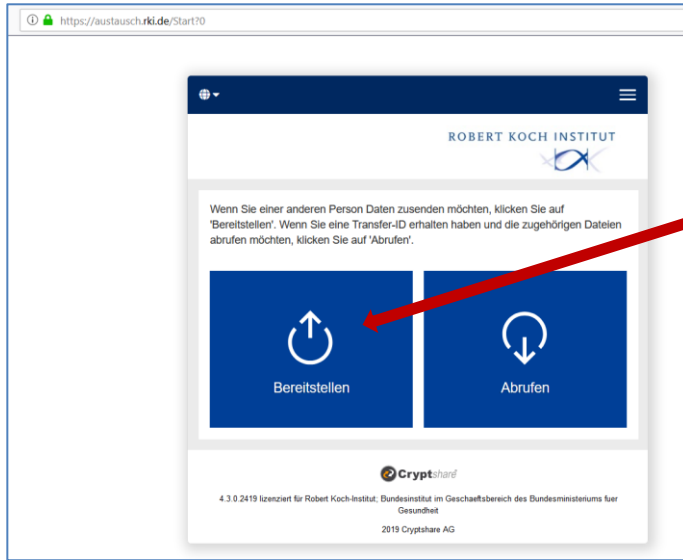 https://austausch.rki.de/Start?0
ROBERT KOCH INSTITUT
Wenn Sie einer anderen Person Daten zusenden möchten, klicken Sie auf
'Bereitstellen'. Wenn Sie eine Transfer-ID erhalten haben und die zugehörigen Dateien
abrufen möchten, klicken Sie auf 'Abrufen'.
Bereitstellen
Abrufen
Cryptshare
4.3.0.2419 lizenziert für Robert Koch-Institut; Bundesinstitut im Geschaeftsbereich des Bundesministeriums fuer
Gesundheit
2019 Cryptshare AG